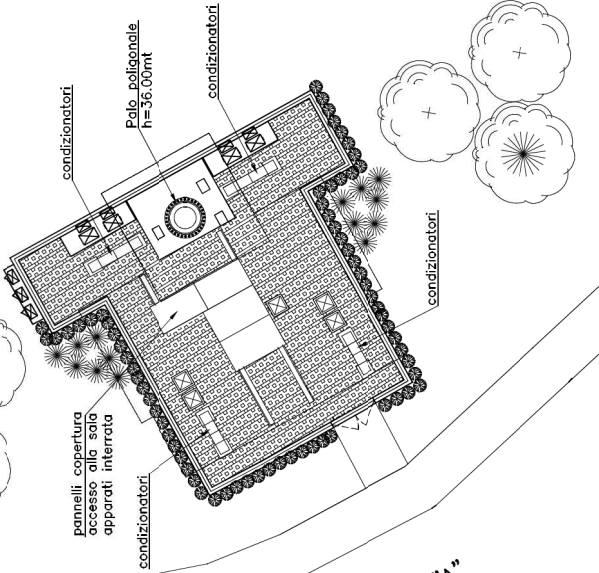 condizionatori
Palo poligonale
h=36.00mt
condizionatori
condizionatori
pannelli copertura
accesso alla sala
apparati interrata
condizionatori